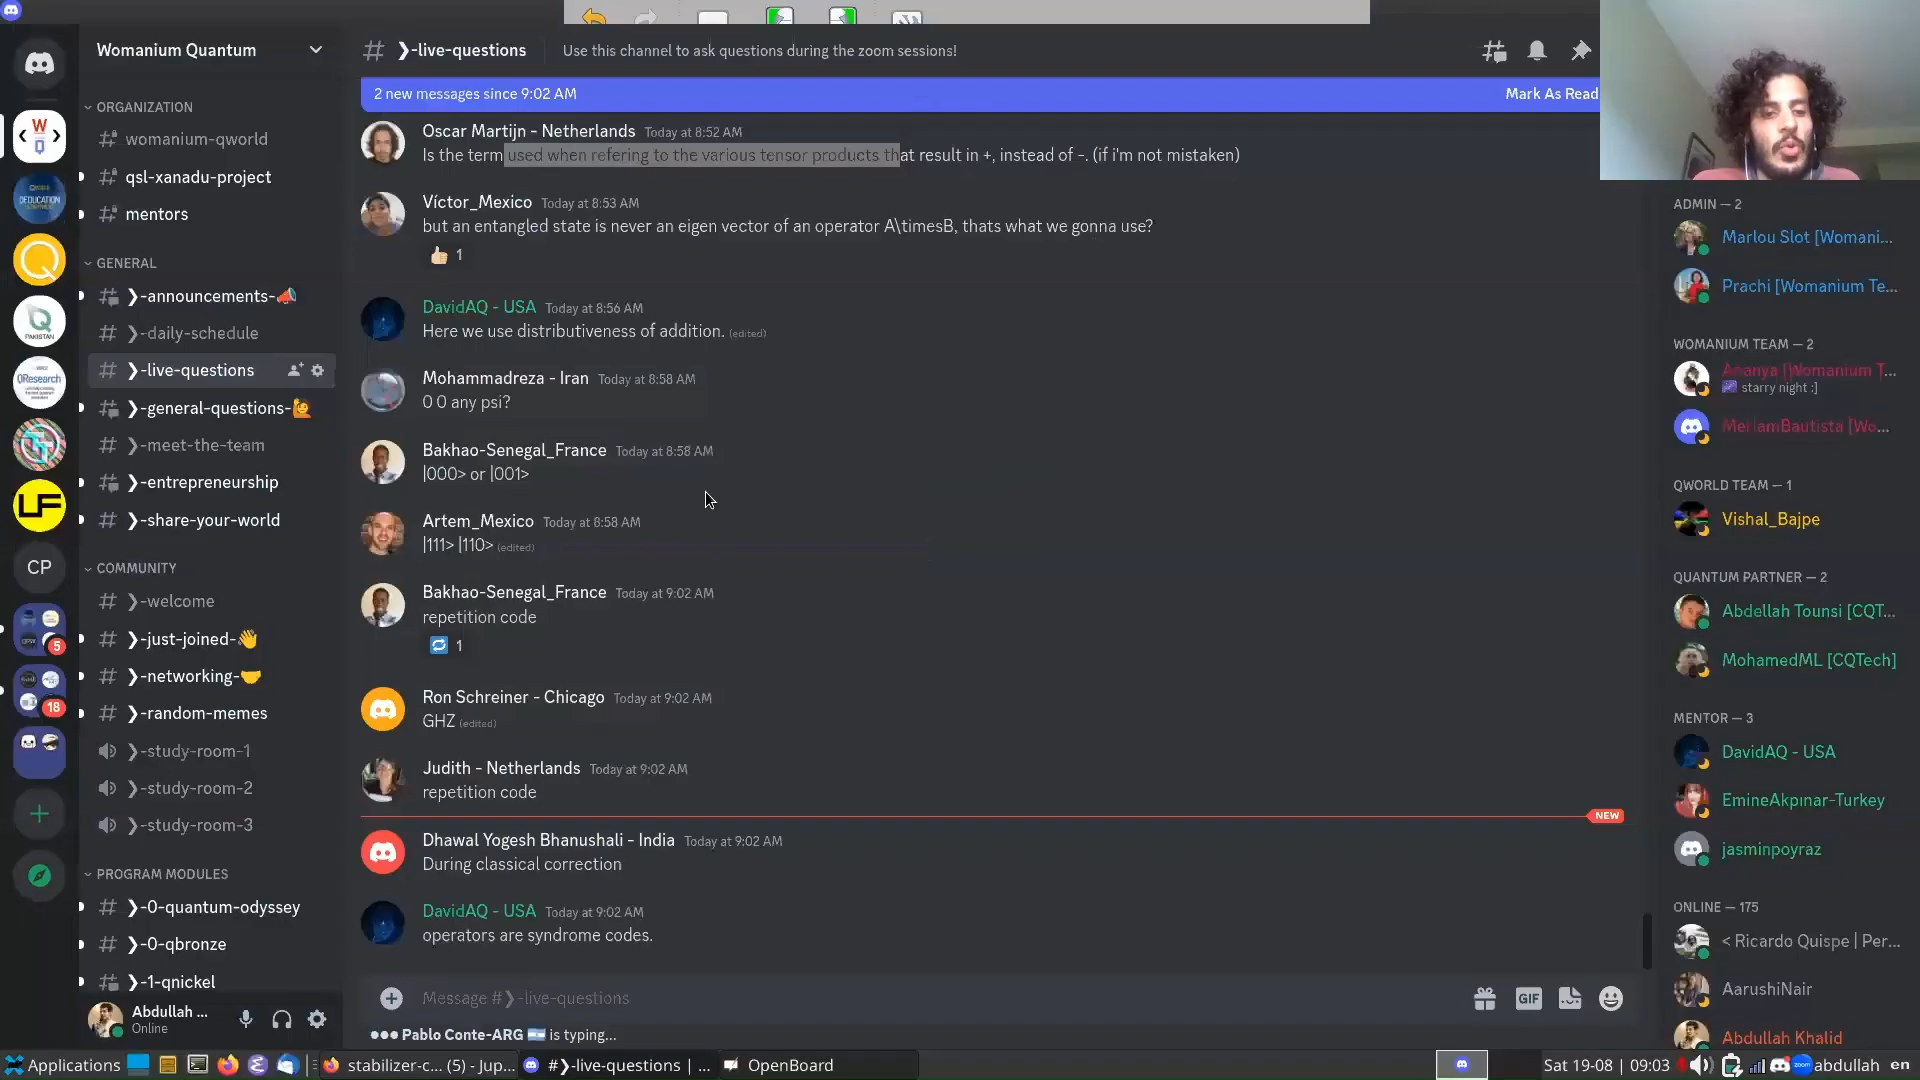 Womanium Quantum
ORGANIZATION
womanium-qworld
qsl-xanadu-project
mentors
GENERAL
❯-announcements-📣
❯-daily-schedule
❯-live-questions
❯-general-questions-🙋
❯-meet-the-team
❯-entrepreneurship
❯-share-your-world
COMMUNITY
❯-welcome
❯-just-joined-👋
❯-networking-🤝
❯-random-memes
❯-study-room-1
❯-study-room-2
❯-study-room-3
PROGRAM MODULES
❯-0-quantum-odyssey
❯-0-qbronze
❯-1-qnickel
Abdullah ...
Online
W
Q
PAKISTAN
QResearch
LF
CP
5
18
❯-live-questions
Use this channel to ask questions during the zoom sessions!
2 new messages since 9:02 AM
Mark As Read
Oscar Martijn - Netherlands Today at 8:52 AM
Is the term used when refering to the various tensor products that result in +, instead of -. (if i'm not mistaken)
Víctor_Mexico Today at 8:53 AM
but an entangled state is never an eigen vector of an operator A\timesB, thats what we gonna use?
👍🏻 1
DavidAQ - USA Today at 8:56 AM
Here we use distributiveness of addition. (edited)
Mohammadreza - Iran Today at 8:58 AM
0 0 any psi?
Bakhao-Senegal_France Today at 8:58 AM
|000> or |001>
Artem_Mexico Today at 8:58 AM
|111> |110> (edited)
Bakhao-Senegal_France Today at 9:02 AM
repetition code
🔁 1
Ron Schreiner - Chicago Today at 9:02 AM
GHZ (edited)
Judith - Netherlands Today at 9:02 AM
repetition code
NEW
Dhawal Yogesh Bhanushali - India Today at 9:02 AM
During classical correction
DavidAQ - USA Today at 9:02 AM
operators are syndrome codes.
Message #❯-live-questions
GIF
Pablo Conte-ARG 🇦🇷 is typing...
ADMIN — 2
Marlou Slot [Womani...
Prachi [Womanium Te...
WOMANIUM TEAM — 2
Ananya [Womanium T...
starry night :]
MeriamBautista [Wo...
QWORLD TEAM — 1
Vishal_Bajpe
QUANTUM PARTNER — 2
Abdellah Tounsi [CQT...
MohamedML [CQTech]
MENTOR — 3
DavidAQ - USA
EmineAkpınar-Turkey
jasminpoyraz
ONLINE — 175
< Ricardo Quispe | Per...
AarushiNair
Abdullah Khalid
Applications
stabilizer-c... (5) - Jup...
#❯-live-questions | ...
OpenBoard
Sat 19-08 | 09:03
abdullah
en